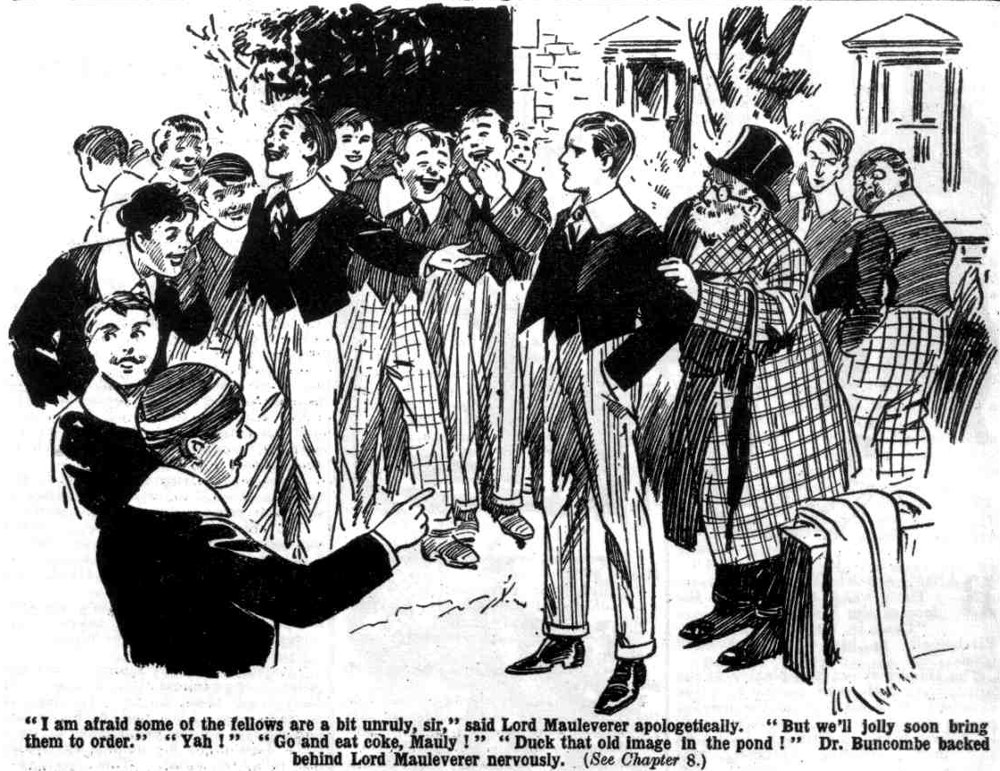 "I am afraid some of the fellows are a bit unruly, sir," said Lord Mauleverer apologetically. "But we'll jolly soon bring
them to order." "Yah!" "Go and eat coke, Mauly!" "Duck that old image in the pond!" Dr. Buncombe backed
behind Lord Mauleverer nervously. (See Chapter 8.)